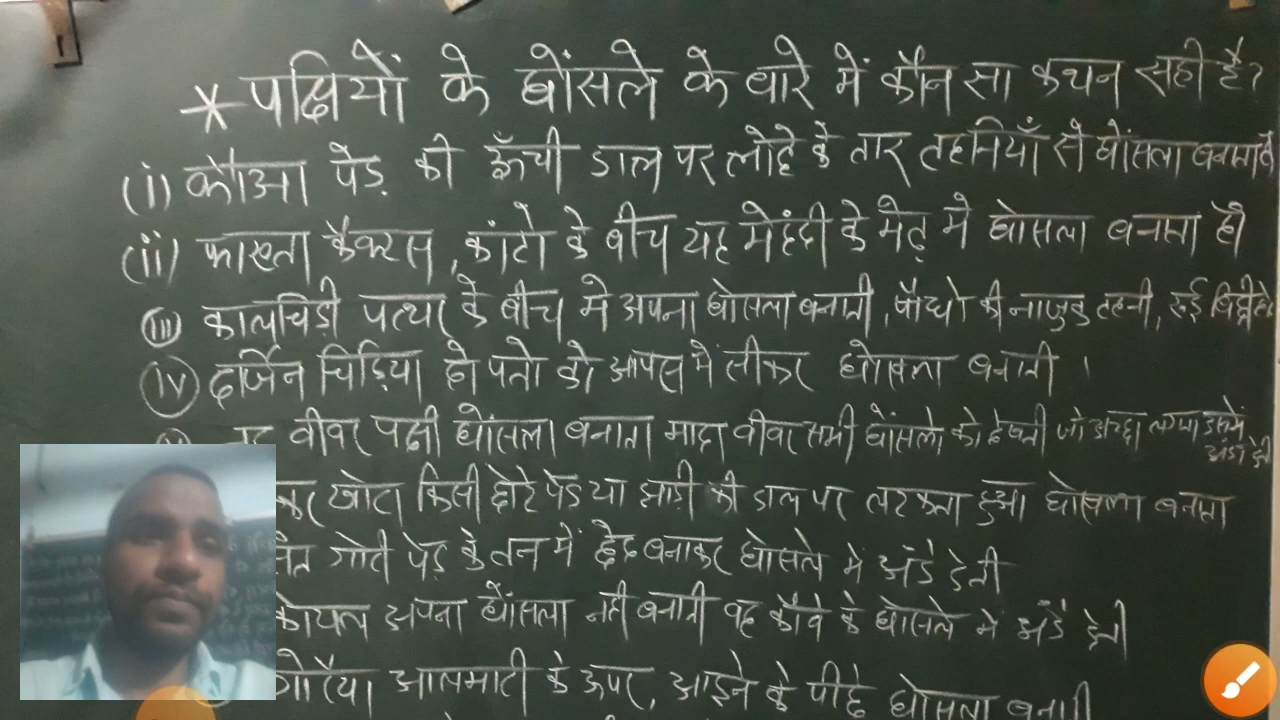 * पक्षियों के घोंसले के बारे में कौन सा कथन सही है?
(i) कौआ पेड़ की ऊँची डाल पर लोहे के तार टहनियाँ से घोंसला बनाता है
(ii) फाख्ता कैक्टस, कांटो के बीच यह मेहंदी के मेढ़ मे घोसला बनाता है
(iii) कालचिडी पत्थर के बीच मे अपना घोसला बनाती, पौधो की नाजुक टहनी,
(iv) दर्जिन चिड़िया दो पतो को आपस में सीकर घोसला बनाती ।
वीवर पक्षी घोंसला बनाता मादा वीवर सभी घोंसलो को देखती जो अच्छा लगता उसमें
अंडा देती
खोरा किसी छोटे पेड या झाड़ी की डाल पर लटकता हुआ घोसला बनाता
पेड़ के तन में छेद बनाकर घोसले मे अंडे देती
कोयल अपना घोंसला नही बनाती वह कौवे के घोसले मे अंडे देती
गौरैया आलमारी के ऊपर, आइने के पीछे घोसला बनाती